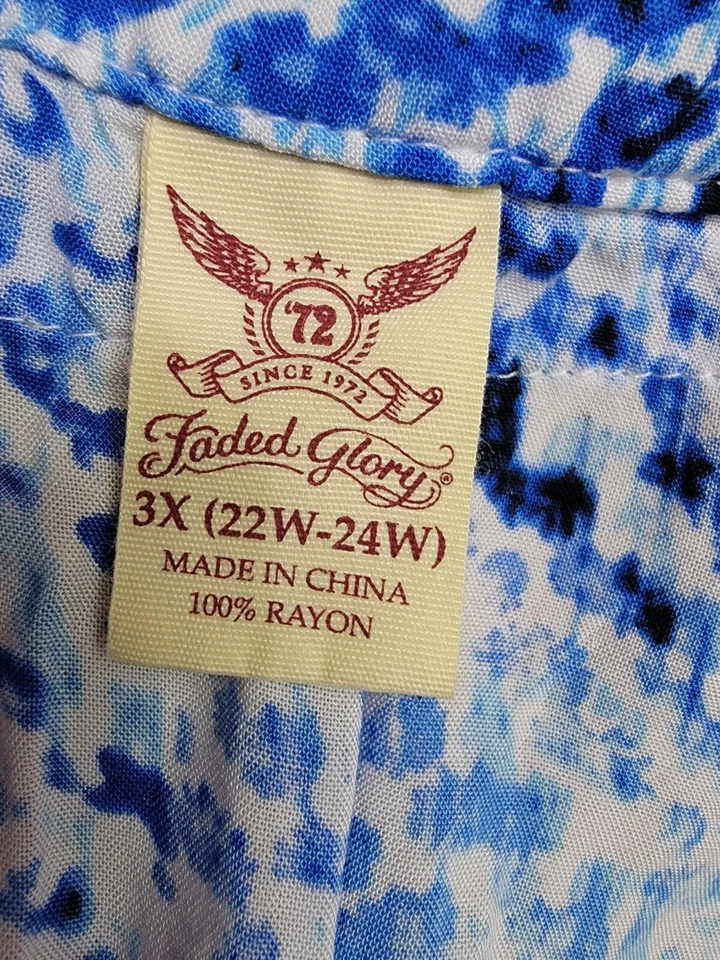 '72
SINCE 1972
Faded Glory®
3X (22W-24W)
MADE IN CHINA
100% RAYON